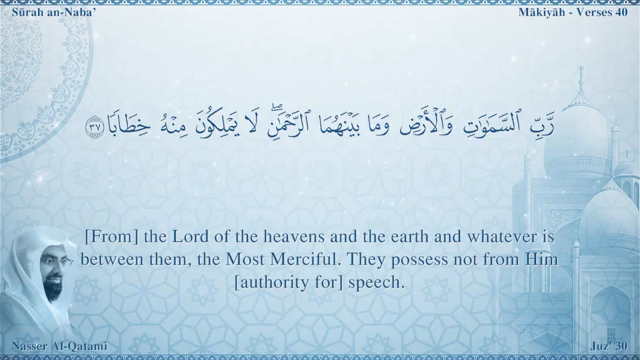 Sūrah an-Naba’
Mākiyāh - Verses 40
رَّبِّ ٱلسَّمَٰوَٰتِ وَٱلْأَرْضِ وَمَا بَيْنَهُمَا ٱلرَّحْمَٰنِ ۖ لَا يَمْلِكُونَ مِنْهُ خِطَابًا ٣٧
[From] the Lord of the heavens and the earth and whatever is
between them, the Most Merciful. They possess not from Him
[authority for] speech.
Nasser Al-Qatami
Juz' 30